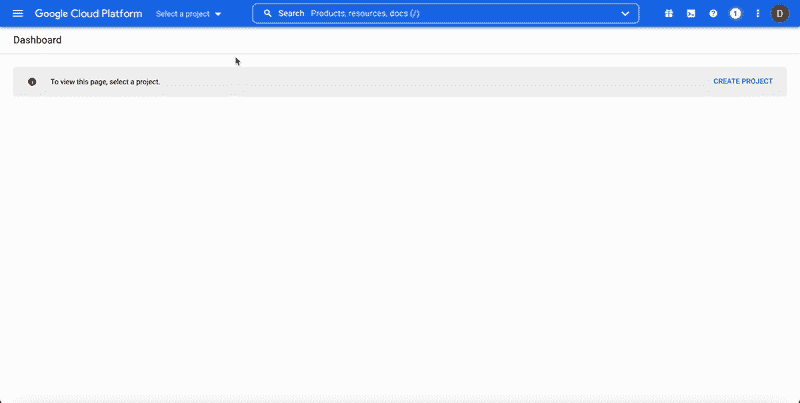 Google Cloud Platform Select a project Search Products, resources, docs (/) 1 D
Dashboard
To view this page, select a project. CREATE PROJECT